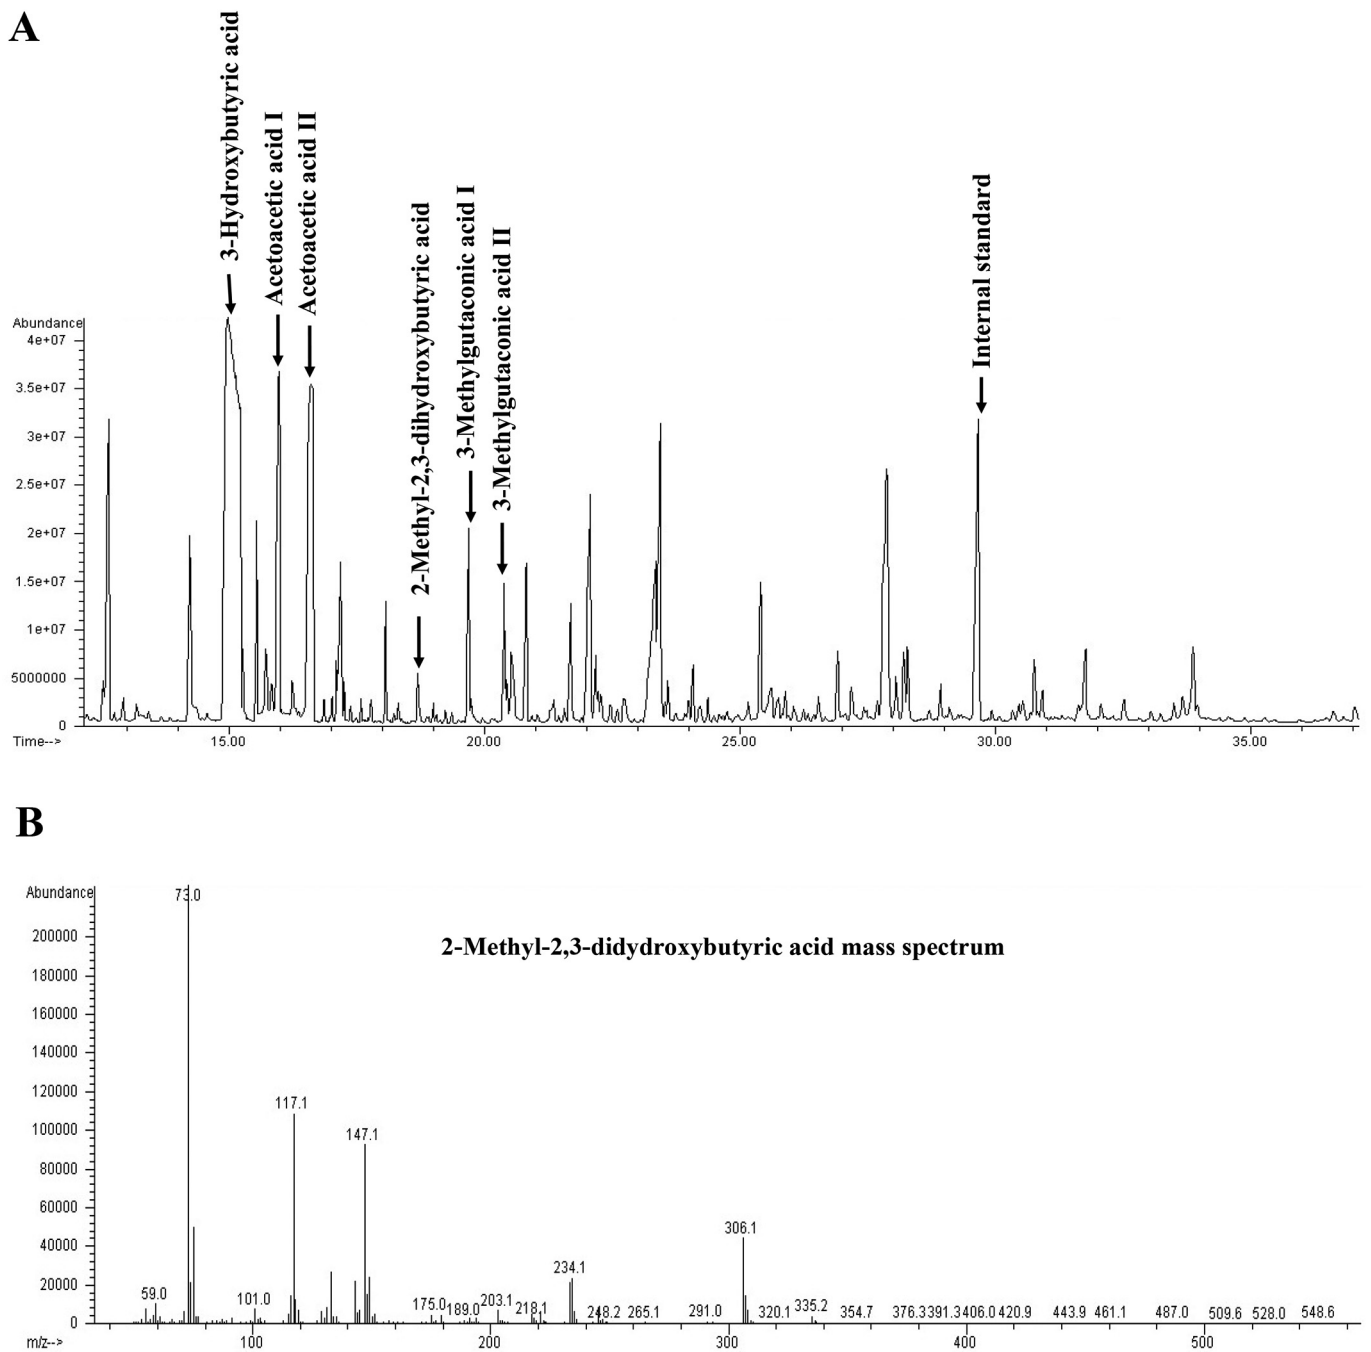 A
3-Hydroxybutyric acid
Acetoacetic acid I
Acetoacetic acid II
2-Methyl-2,3-dihydroxybutyric acid
3-Methylgutaconic acid I
3-Methylgutaconic acid II
Internal standard
Abundance
4e+07
3.5e+07
3e+07
2.5e+07
2e+07
1.5e+07
1e+07
5000000
0
Time-->
15.00 20.00 25.00 30.00 35.00
B
Abundance
73.0
2-Methyl-2,3-didydroxybutyric acid mass spectrum
200000
180000
160000
140000
120000
117.1
100000
147.1
80000
60000
306.1
40000
234.1
20000
59.0 101.0 175.0 189.0 203.1 218.1 248.2 265.1 291.0 320.1 335.2 354.7 376.3 391.3 406.0 420.9 443.9 461.1 487.0 509.6 528.0 548.6
0
m/z-->
100 200 300 400 500